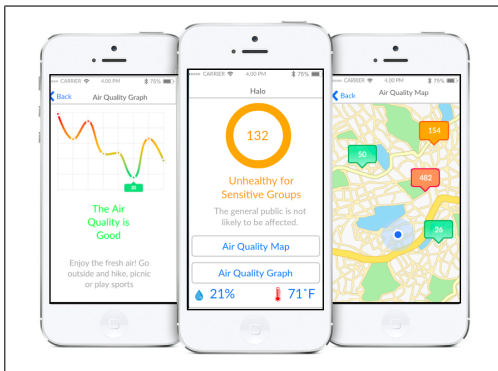 CARRIER 4:00 PM 75%
Back Air Quality Graph
The Air
Quality is
Good
Enjoy the fresh air! Go
outside and hike, picnic
or play sports
CARRIER 4:00 PM 75%
Halo
132
Unhealthy for
Sensitive Groups
The general public is not
likely to be affected.
Air Quality Map
Air Quality Graph
21% 71°F
CARRIER 4:00 PM 75%
Back Air Quality Map
154
50
482
26